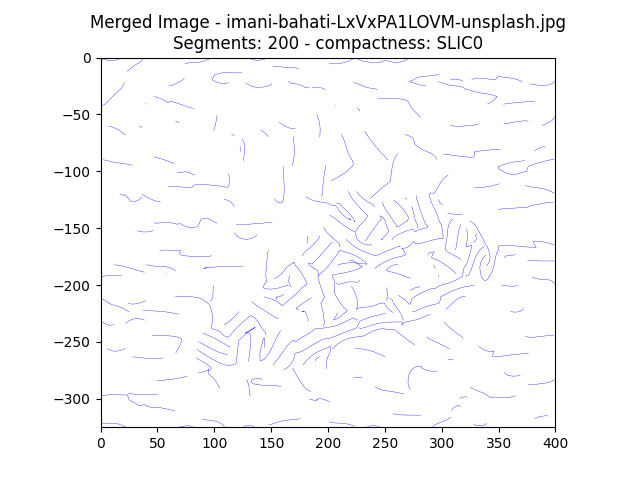 Merged Image - imani-bahati-LxVxPA1LOVM-unsplash.jpg
Segments: 200 - compactness: SLIC0
0
−50
−100
−150
−200
−250
−300
0 50 100 150 200 250 300 350 400